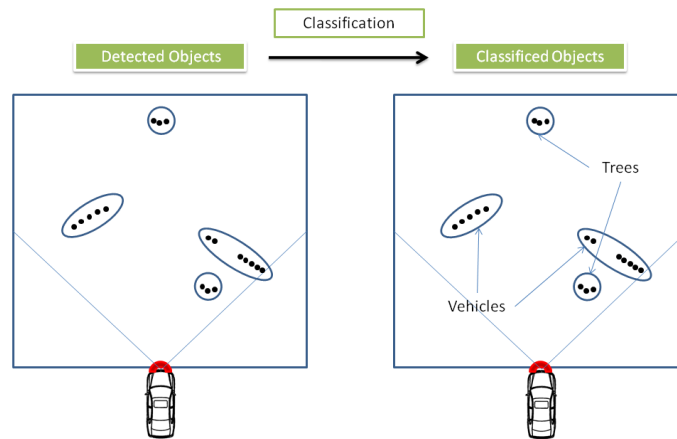 Classification
Detected Objects
Classificed Objects
Trees
Vehicles